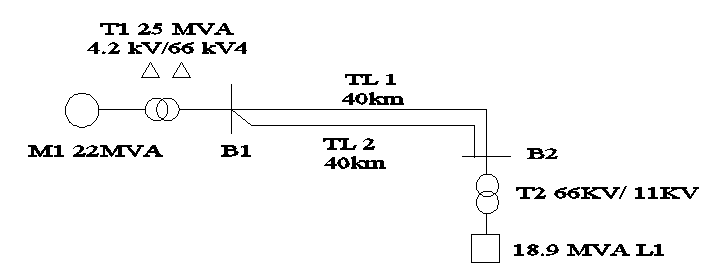 T1 25 MVA
4.2 kV/66 kV4
TL 1
40km
M1 22MVA
B1
TL 2
40km
B2
T2 66KV/ 11KV
18.9 MVA L1